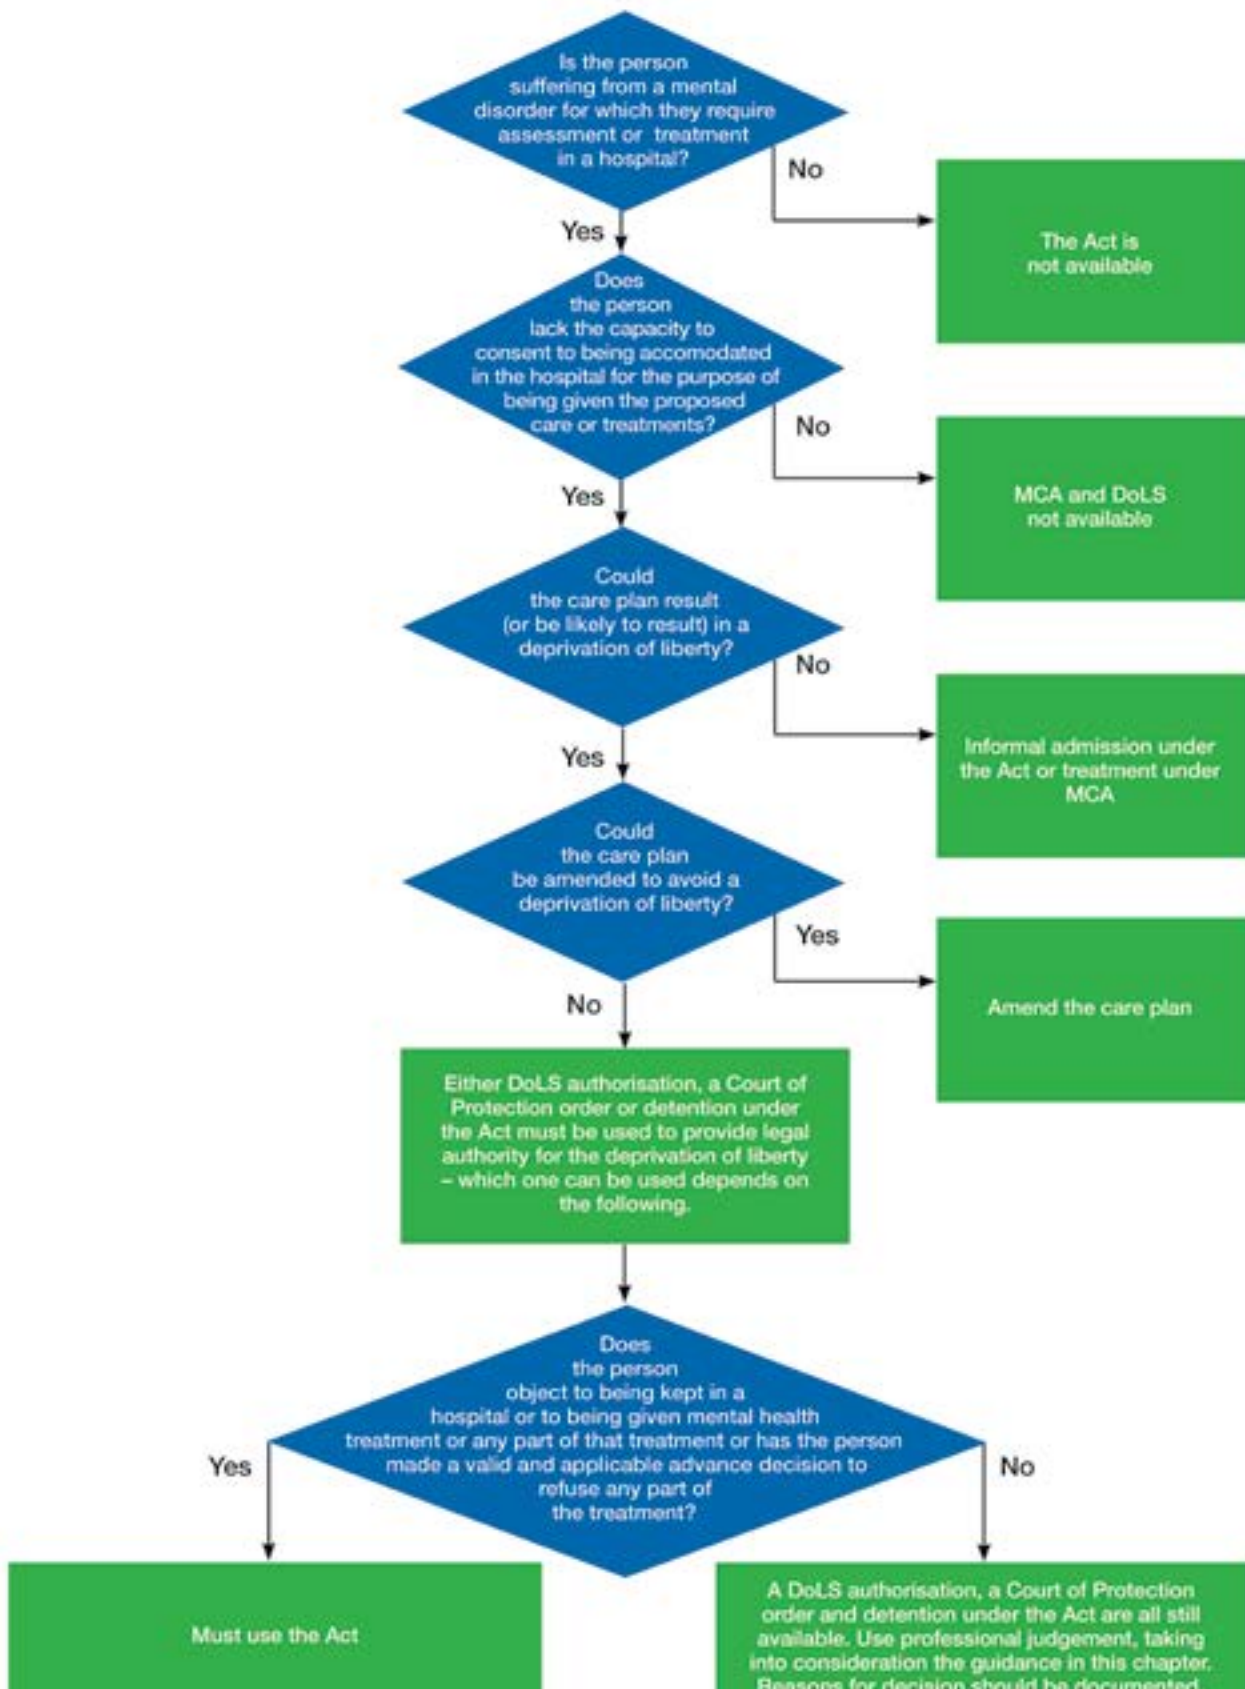 Is the person
suffering from a mental
disorder for which they require
assessment or treatment
in a hospital?
No
The Act is
not available
Yes
Does
the person
lack the capacity to
consent to being accomodated
in the hospital for the purpose of
being given the proposed
care or treatments?
No
MCA and DoLS
not available
Yes
Could
the care plan result
(or be likely to result) in a
deprivation of liberty?
No
Informal admission under
the Act or treatment under
MCA
Yes
Could
the care plan
be amended to avoid a
deprivation of liberty?
Yes
Amend the care plan
No
Either DoLS authorisation, a Court of
Protection order or detention under
the Act must be used to provide legal
authority for the deprivation of liberty
– which one can be used depends on
the following.
Does
the person
object to being kept in a
hospital or to being given mental health
treatment or any part of that treatment or has the person
made a valid and applicable advance decision to
refuse any part of
the treatment?
Yes
No
Must use the Act
A DoLS authorisation, a Court of Protection
order and detention under the Act are all still
available. Use professional judgement, taking
into consideration the guidance in this chapter.
Reasons for decision should be documented.